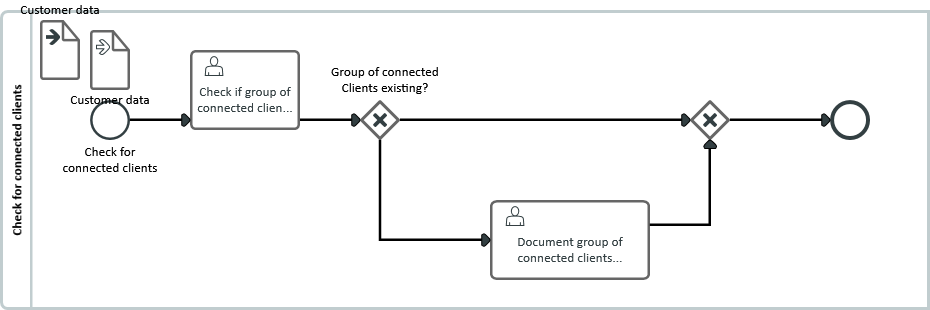 Customer data
Customer data
Check for connected clients
Check for
connected clients
Check if group of
connected clien...
Group of connected
Clients existing?
Document group of
connected clients...